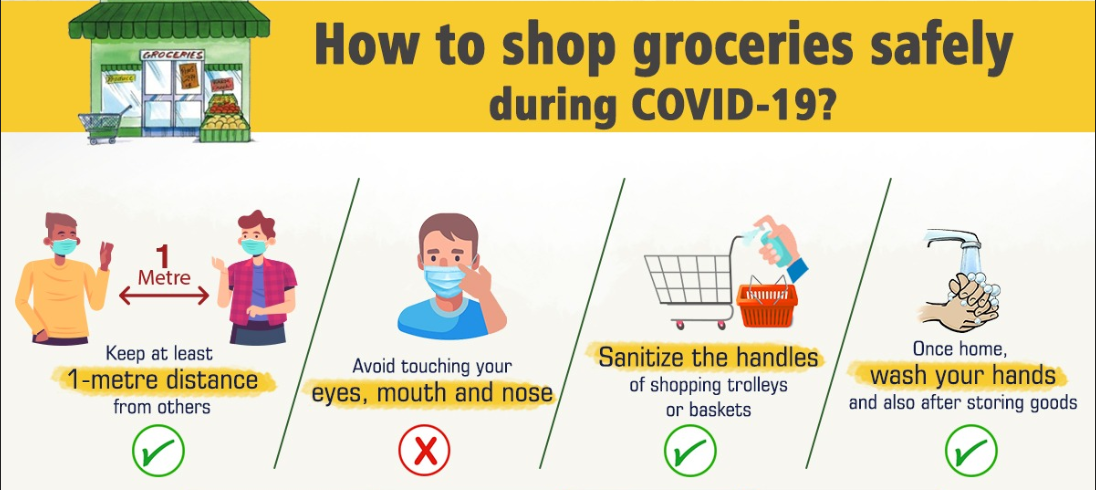 GROCERIES
How to shop groceries safely
during COVID-19?
1
Metre
Keep at least
1-metre distance
from others
Avoid touching your
eyes, mouth and nose
Sanitize the handles
of shopping trolleys
or baskets
Once home,
wash your hands
and also after storing goods